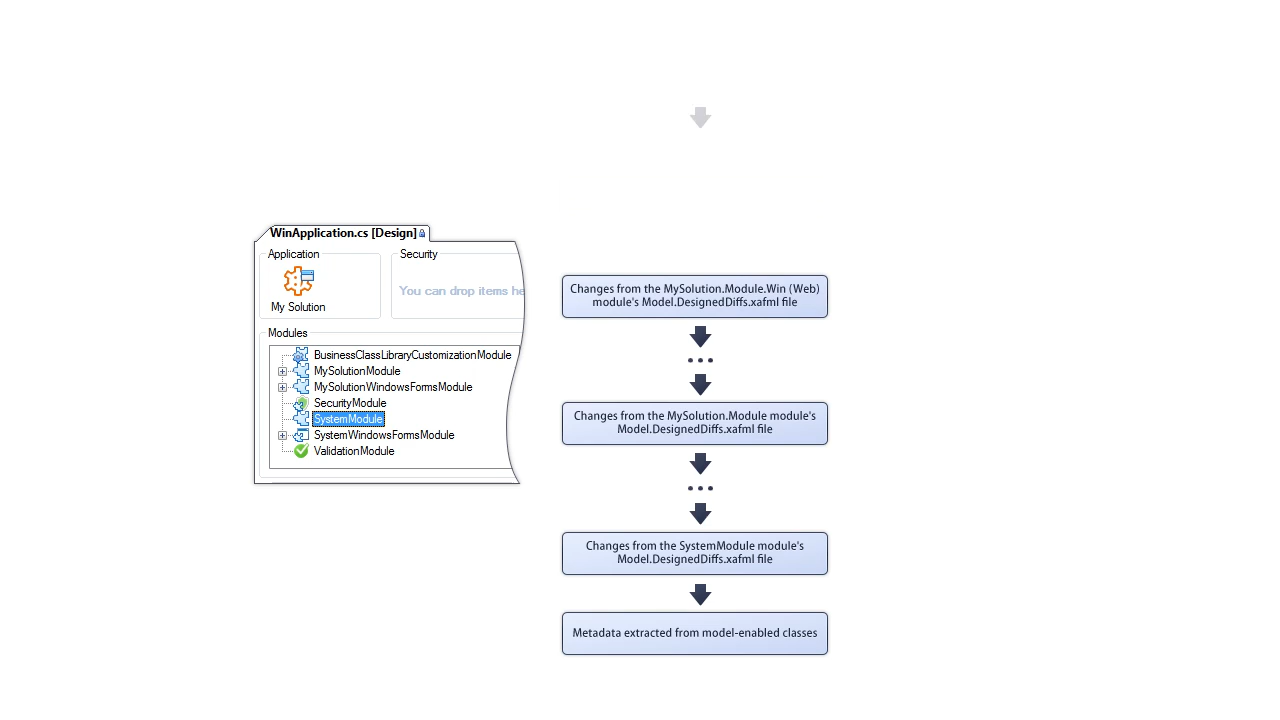 WinApplication.cs [Design]
Application
Security
My Solution
You can drop items he
Modules
BusinessClassLibraryCustomizationModule
MySolutionModule
MySolutionWindowsFormsModule
SecurityModule
SystemModule
SystemWindowsFormsModule
ValidationModule
Changes from the MySolution.Module.Win (Web)
module's Model.DesignedDiffs.xafml file
Changes from the MySolution.Module module's
Model.DesignedDiffs.xafml file
Changes from the SystemModule module's
Model.DesignedDiffs.xafml file
Metadata extracted from model-enabled classes